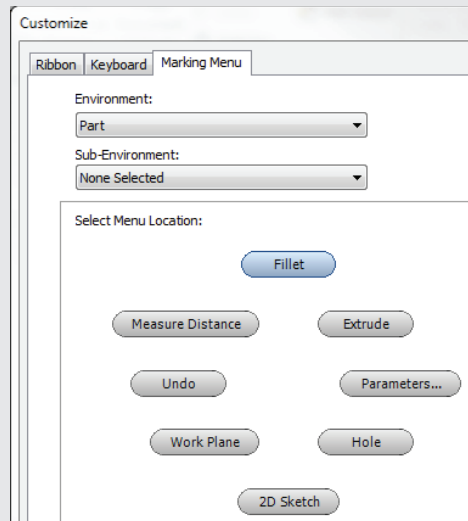 Customize
Ribbon Keyboard Marking Menu
Environment:
Part
Sub-Environment:
None Selected
Select Menu Location:
Fillet
Measure Distance Extrude
Undo Parameters...
Work Plane Hole
2D Sketch